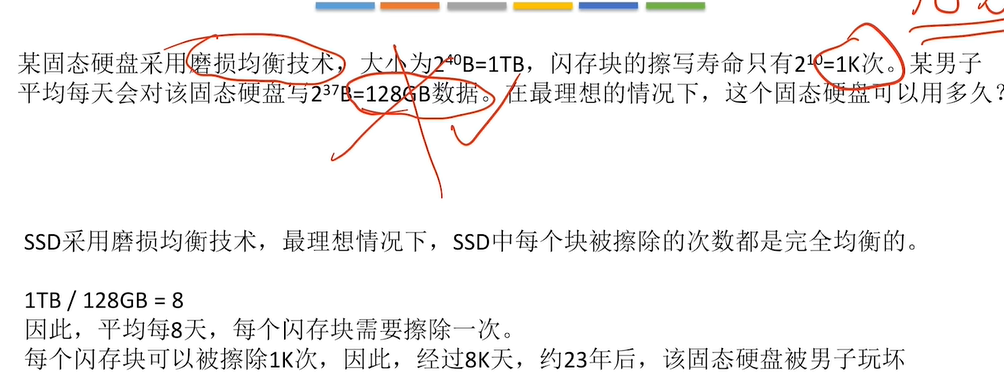 某固态硬盘采用磨损均衡技术，大小为2⁴⁰B=1TB，闪存块的擦写寿命只有2¹⁰=1K次。某男子
平均每天会对该固态硬盘写2³⁷B=128GB数据。在最理想的情况下，这个固态硬盘可以用多久？
SSD采用磨损均衡技术，最理想情况下，SSD中每个块被擦除的次数都是完全均衡的。
1TB / 128GB = 8
因此，平均每8天，每个闪存块需要擦除一次。
每个闪存块可以被擦除1K次，因此，经过8K天，约23年后，该固态硬盘被男子玩坏